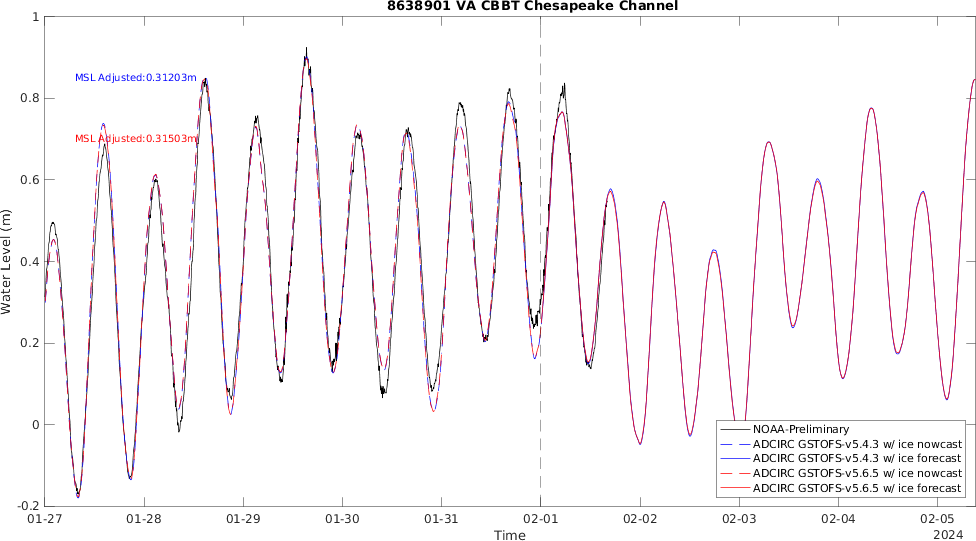 8638901 VA CBBT Chesapeake Channel
1
0.8
0.6
0.4
0.2
0
-0.2
Water Level (m)
MSL Adjusted:0.31203m
MSL Adjusted:0.31503m
NOAA-Preliminary
ADCIRC GSTOFS-v5.4.3 w/ ice nowcast
ADCIRC GSTOFS-v5.4.3 w/ ice forecast
ADCIRC GSTOFS-v5.6.5 w/ ice nowcast
ADCIRC GSTOFS-v5.6.5 w/ ice forecast
01-27 01-28 01-29 01-30 01-31 02-01 02-02 02-03 02-04 02-05
Time
2024